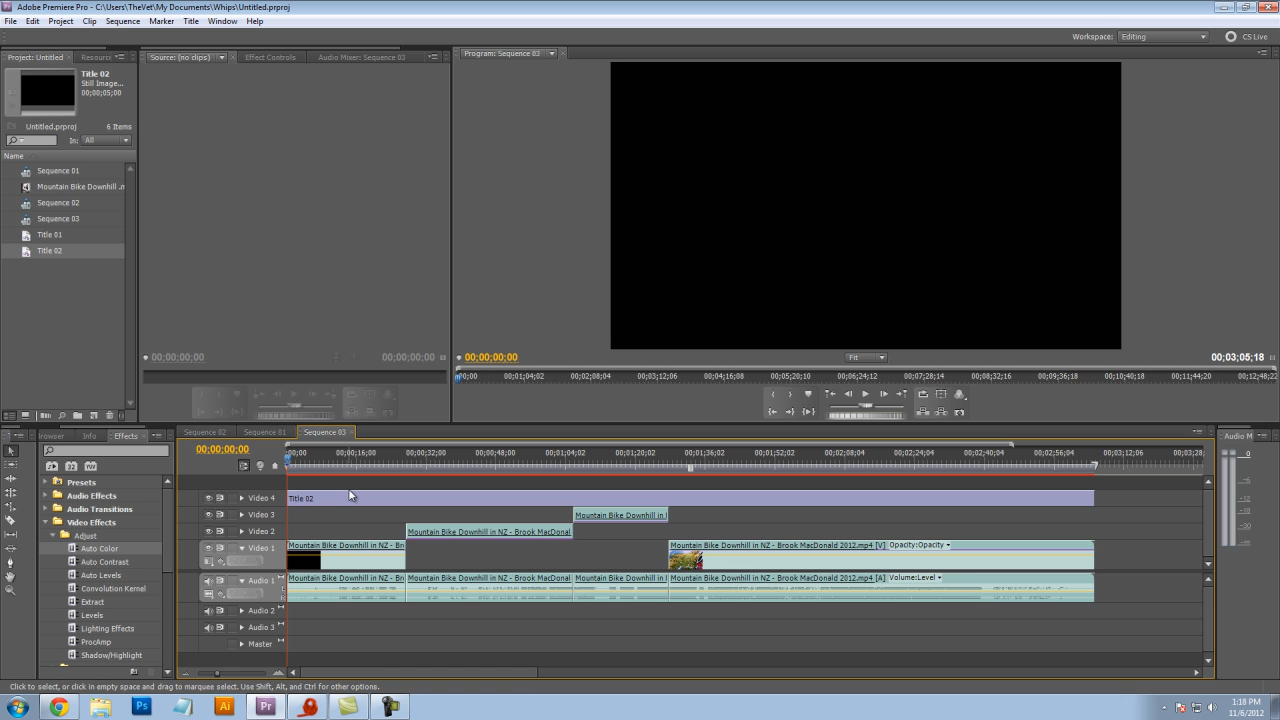 Adobe Premiere Pro - C:\Users\TheVet\My Documents\Whips\Untitled.prproj
File Edit Project Clip Sequence Marker Title Window Help
Workspace: Editing CS Live
Project: Untitled Resourc
Source: (no clips) Effect Controls Audio Mixer: Sequence 03
Program: Sequence 03
Title 02
Still Image...
00;00;05;00
Untitled.prproj 6 Items
In: All
Name
Sequence 01
Mountain Bike Downhill .m
Sequence 02
Sequence 03
Title 01
Title 02
00;00;00;00 00;00;00;00
00;00;00;00 Fit 00;03;05;18
00;00 00;01;04;02 00;02;08;04 00;03;12;06 00;04;16;08 00;05;20;10 00;06;24;12 00;07;28;14 00;08;32;16 00;09;36;18 00;10;40;18 00;11;44;20 00;12;48;22
rowser Info Effects
Presets
Audio Effects
Audio Transitions
Video Effects
Adjust
Auto Color
Auto Contrast
Auto Levels
Convolution Kernel
Extract
Levels
Lighting Effects
ProcAmp
Shadow/Highlight
Sequence 02 Sequence 01 Sequence 03
00;00;00;00
00;00 00;00;16;00 00;00;32;00 00;00;48;00 00;01;04;02 00;01;20;02 00;01;36;02 00;01;52;02 00;02;08;04 00;02;24;04 00;02;40;04 00;02;56;04 00;03;12;06 00;03;28;
Video 4 Title 02
Video 3 Mountain Bike Downhill in
Video 2 Mountain Bike Downhill in NZ - Brook MacDonal
Video 1 Mountain Bike Downhill in NZ - Br Mountain Bike Downhill in NZ - Brook MacDonald 2012.mp4 [V] Opacity:Opacity
Audio 1 Mountain Bike Downhill in NZ - Br Mountain Bike Downhill in NZ - Brook MacDonal Mountain Bike Downhill in Mountain Bike Downhill in NZ - Brook MacDonald 2012.mp4 [A] Volume:Level
Audio 2
Audio 3
Master
Audio M
0
-6
-12
-18
-30
Click to select, or click in empty space and drag to marquee select. Use Shift, Alt, and Ctrl for other options.
Ps Ai Pr
1:18 PM
11/6/2012